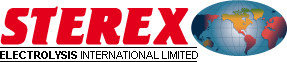 STEREX
ELECTROLYSIS INTERNATIONAL LIMITED